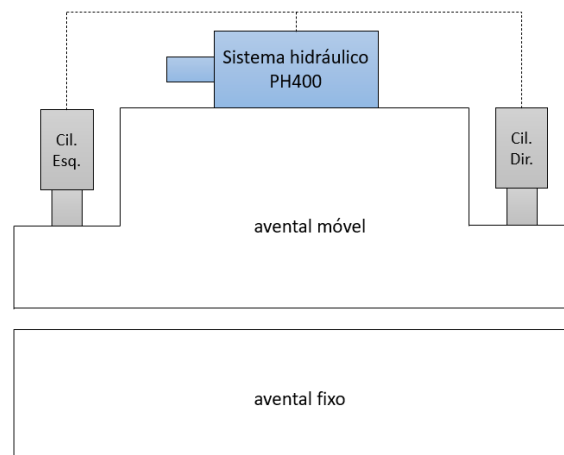 Sistema hidráulico
PH400
Cil.
Esq.
Cil.
Dir.
avental móvel
avental fixo